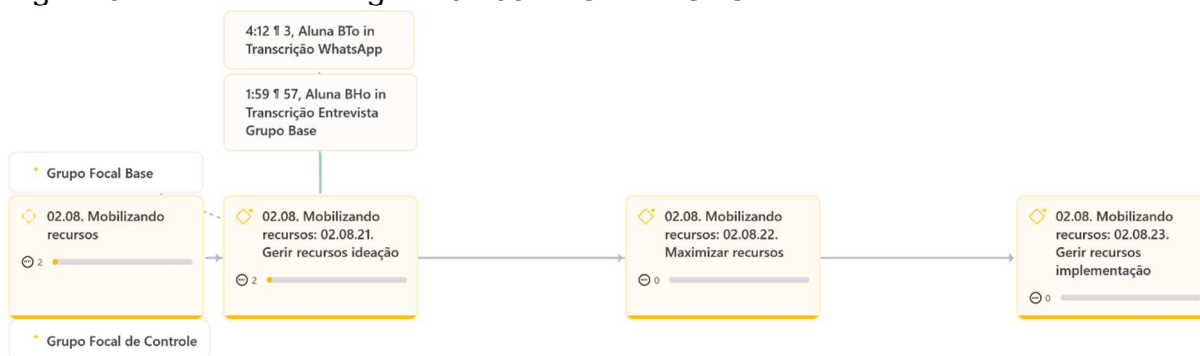 4:12 ¶ 3, Aluna BTo in
Transcrição WhatsApp
1:59 ¶ 57, Aluna BHo in
Transcrição Entrevista
Grupo Base
Grupo Focal Base
02.08. Mobilizando
recursos
2
02.08. Mobilizando
recursos: 02.08.21.
Gerir recursos ideação
2
02.08. Mobilizando
recursos: 02.08.22.
Maximizar recursos
0
02.08. Mobilizando
recursos: 02.08.23.
Gerir recursos
implementação
0
Grupo Focal de Controle